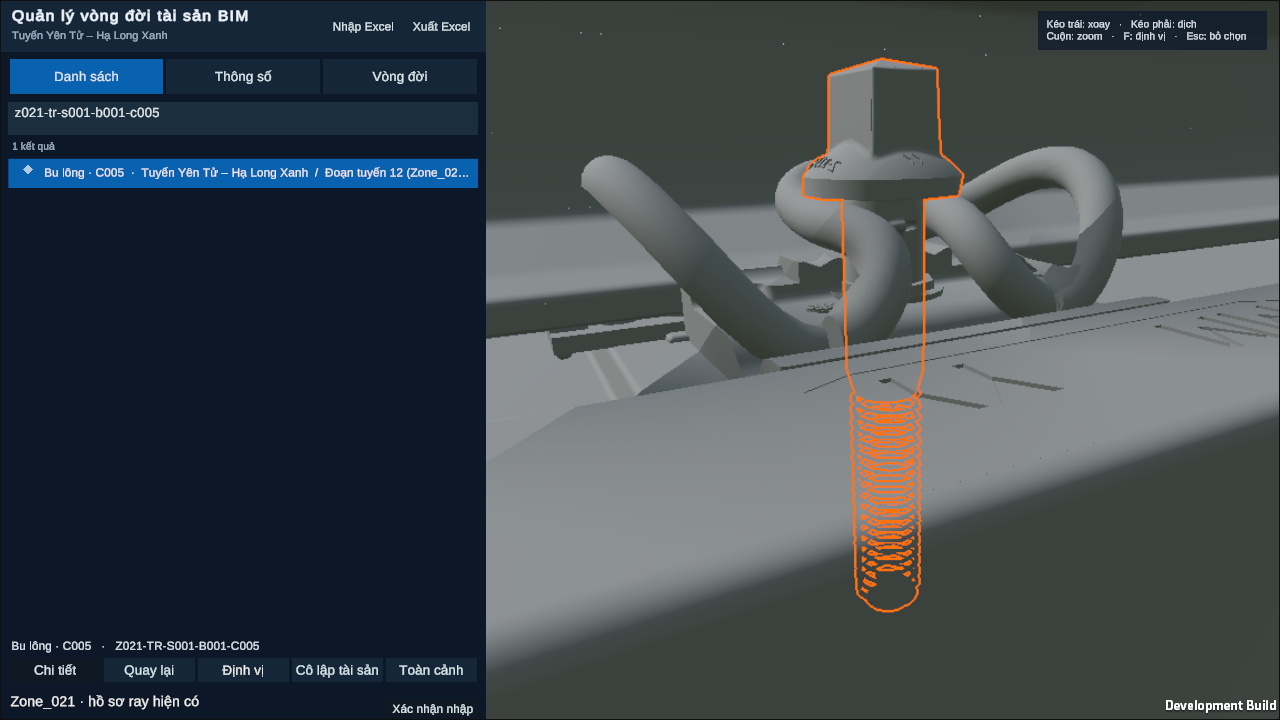 Quản lý vòng đời tài sản BIM
Tuyến Yên Tử – Hạ Long Xanh
Nhập Excel
Xuất Excel
Danh sách
Thông số
Vòng đời
z021-tr-s001-b001-c005
1 kết quả
Bu lông · C005 · Tuyến Yên Tử – Hạ Long Xanh / Đoạn tuyến 12 (Zone_02...
Bu lông · C005 · Z021-TR-S001-B001-C005
Chi tiết
Quay lại
Định vị
Cô lập tài sản
Toàn cảnh
Zone_021 · hồ sơ ray hiện có
Xác nhận nhập
Kéo trái: xoay · Kéo phải: dịch
Cuộn: zoom · F: định vị · Esc: bỏ chọn
Development Build